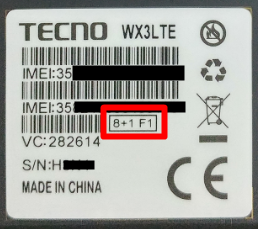 TECNO WX3LTE
IMEI:35
IMEI:35
8+1 F1
VC:282614
S/N:H
MADE IN CHINA
CE